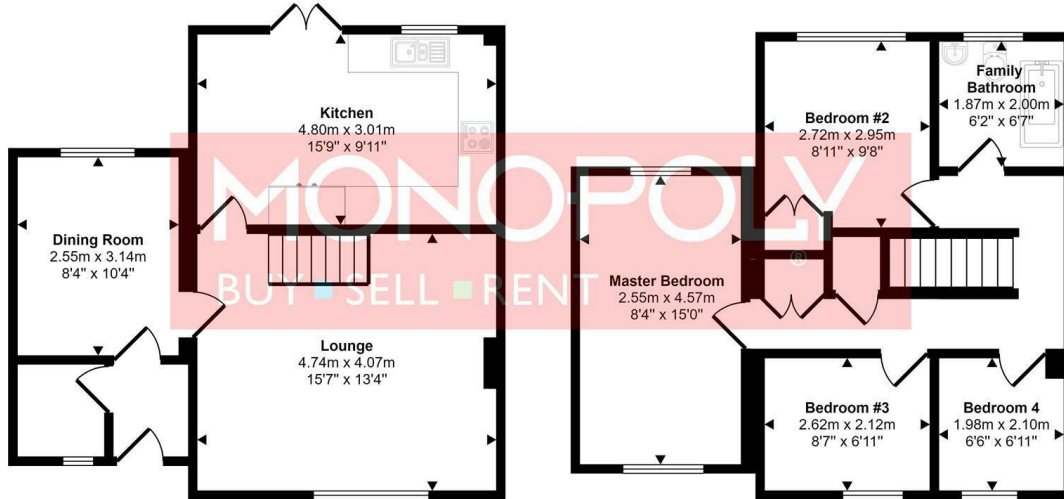 Kitchen
4.80m x 3.01m
15'9" x 9'11"
Dining Room
2.55m x 3.14m
8'4" x 10'4"
Lounge
4.74m x 4.07m
15'7" x 13'4"
MONOPOLY
BUY SELL RENT
®
Master Bedroom
2.55m x 4.57m
8'4" x 15'0"
Bedroom #2
2.72m x 2.95m
8'11" x 9'8"
Family
Bathroom
1.87m x 2.00m
6'2" x 6'7"
Bedroom #3
2.62m x 2.12m
8'7" x 6'11"
Bedroom 4
1.98m x 2.10m
6'6" x 6'11"